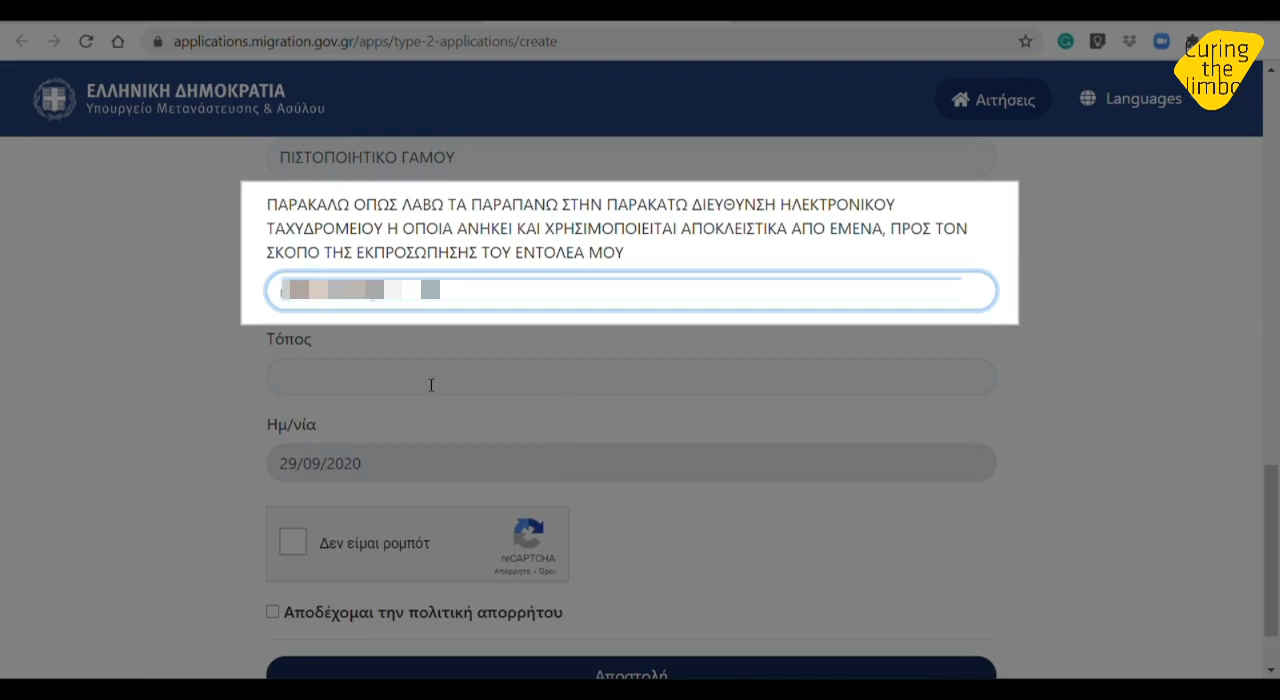 applications.migration.gov.gr/apps/type-2-applications/create
curing
the
limbo
ΕΛΛΗΝΙΚΗ ΔΗΜΟΚΡΑΤΙΑ
Υπουργείο Μετανάστευσης & Ασύλου
Αιτήσεις
Languages
ΠΙΣΤΟΠΟΙΗΤΙΚΟ ΓΑΜΟΥ
ΠΑΡΑΚΑΛΩ ΟΠΩΣ ΛΑΒΩ ΤΑ ΠΑΡΑΠΑΝΩ ΣΤΗΝ ΠΑΡΑΚΑΤΩ ΔΙΕΥΘΥΝΣΗ ΗΛΕΚΤΡΟΝΙΚΟΥ
ΤΑΧΥΔΡΟΜΕΙΟΥ Η ΟΠΟΙΑ ΑΝΗΚΕΙ ΚΑΙ ΧΡΗΣΙΜΟΠΟΙΕΙΤΑΙ ΑΠΟΚΛΕΙΣΤΙΚΑ ΑΠΟ ΕΜΕΝΑ, ΠΡΟΣ ΤΟΝ
ΣΚΟΠΟ ΤΗΣ ΕΚΠΡΟΣΩΠΗΣΗΣ ΤΟΥ ΕΝΤΟΛΕΑ ΜΟΥ
Τόπος
Ημ/νία
29/09/2020
Δεν είμαι ρομπότ
reCAPTCHA
Απόρρητο - Όροι
Αποδέχομαι την πολιτική απορρήτου
Αποστολή